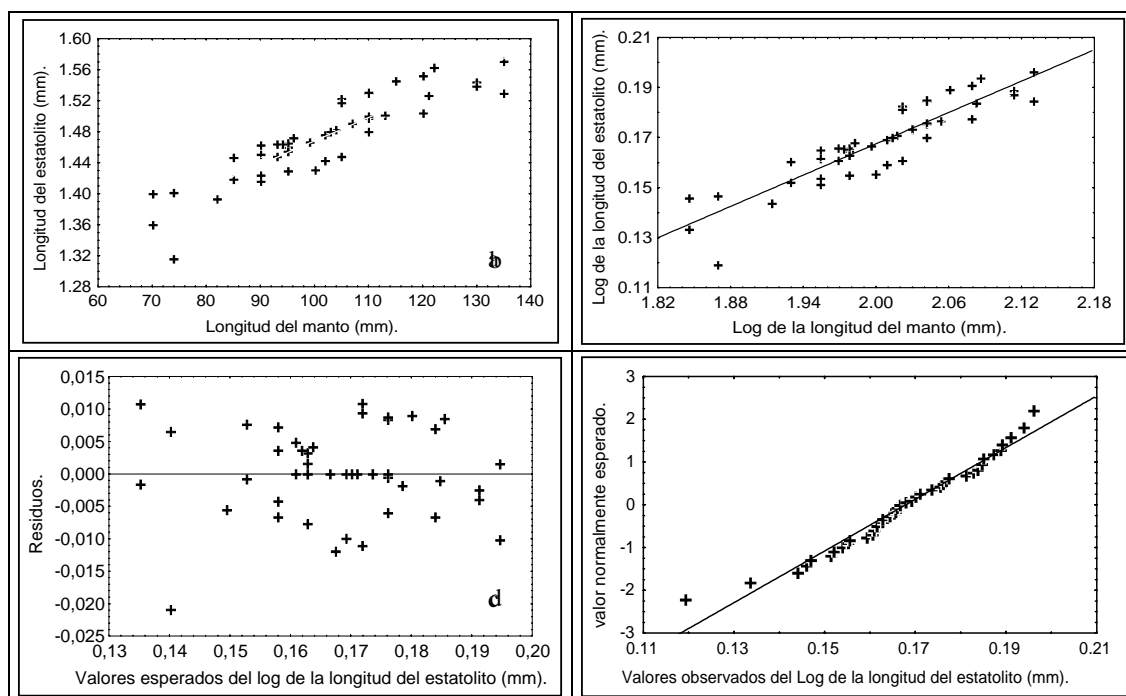 1.60
1.56
1.52
1.48
1.44
1.40
1.36
1.32
1.28
Longitud del estatolito (mm).
b
60 70 80 90 100 110 120 130 140
Longitud del manto (mm).
0.21
0.19
0.17
0.15
0.13
0.11
Log de la longitud del estatolito (mm).
1.82 1.88 1.94 2.00 2.06 2.12 2.18
Log de la longitud del manto (mm).
0,015
0,010
0,005
0,000
-0,005
-0,010
-0,015
-0,020
-0,025
Residuos.
d
0,13 0,14 0,15 0,16 0,17 0,18 0,19 0,20
Valores esperados del log de la longitud del estatolito (mm).
3
2
1
0
-1
-2
-3
valor normalmente esperado.
0.11 0.13 0.15 0.17 0.19 0.21
Valores observados del Log de la longitud del estatolito (mm).